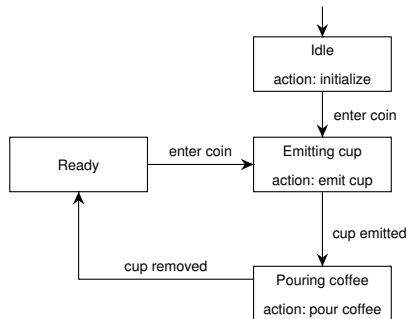 Idle
action: initialize
enter coin
Ready
enter coin
Emitting cup
action: emit cup
cup emitted
cup removed
Pouring coffee
action: pour coffee